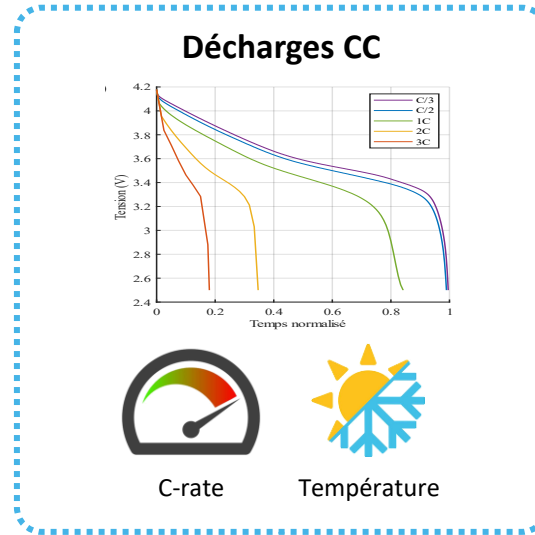 Décharges CC
4.2
4
3.8
3.6
3.4
3.2
3
2.8
2.6
2.4
Tension (V)
C/3
C/2
1C
2C
3C
0 0.2 0.4 0.6 0.8 1
Temps normalisé
C-rate Température